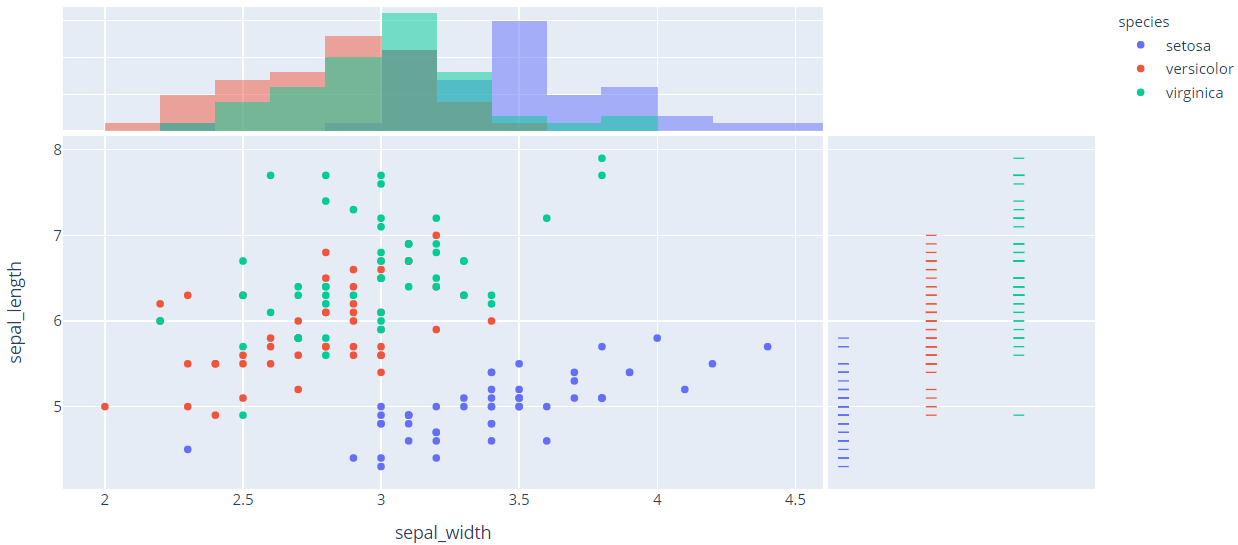 species
setosa
versicolor
virginica
8
7
6
5
sepal_length
2 2.5 3 3.5 4 4.5
sepal_width